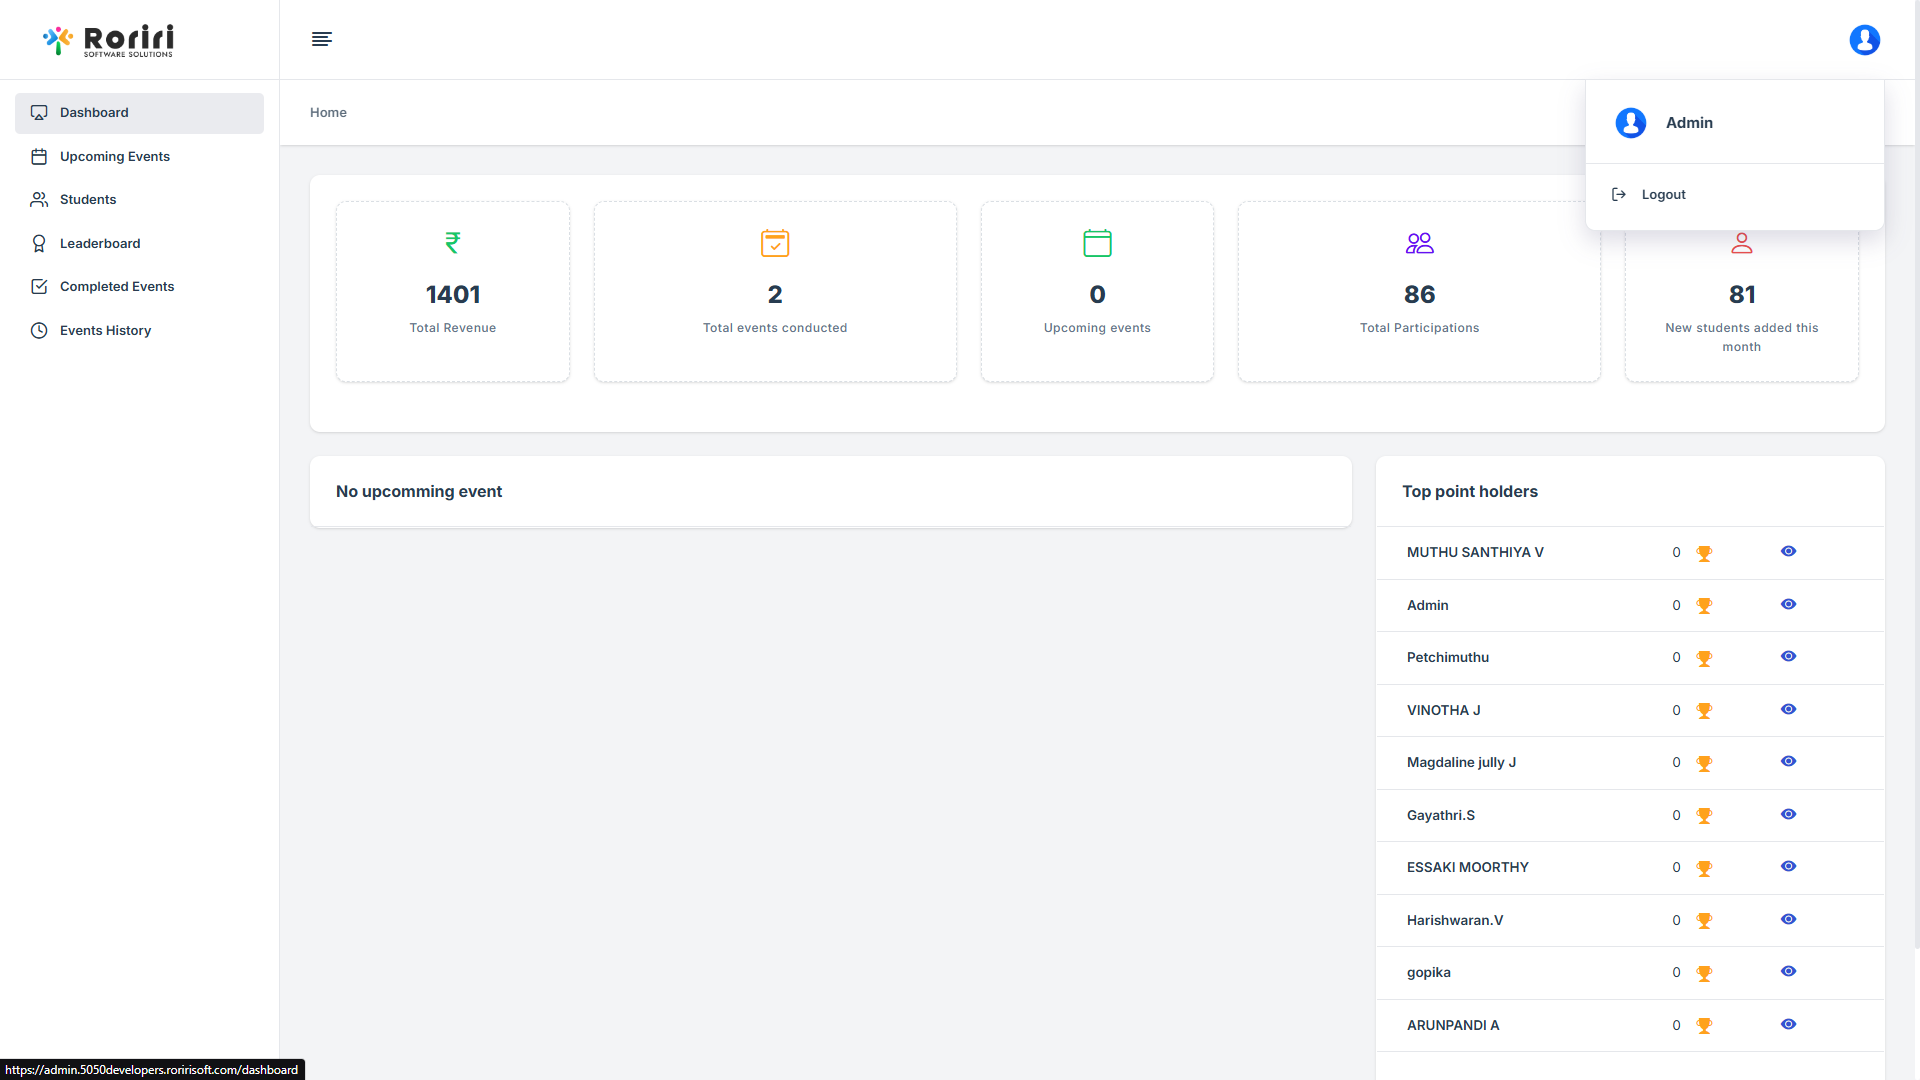 Roriri
SOFTWARE SOLUTIONS
Dashboard
Upcoming Events
Students
Leaderboard
Completed Events
Events History
Home
Admin
Logout
1401
Total Revenue
2
Total events conducted
0
Upcoming events
86
Total Participations
81
New students added this
month
No upcomming event
Top point holders
MUTHU SANTHIYA V 0
Admin 0
Petchimuthu 0
VINOTHA J 0
Magdaline jully J 0
Gayathri.S 0
ESSAKI MOORTHY 0
Harishwaran.V 0
gopika 0
ARUNPANDI A 0
https://admin.5050developers.roririsoft.com/dashboard